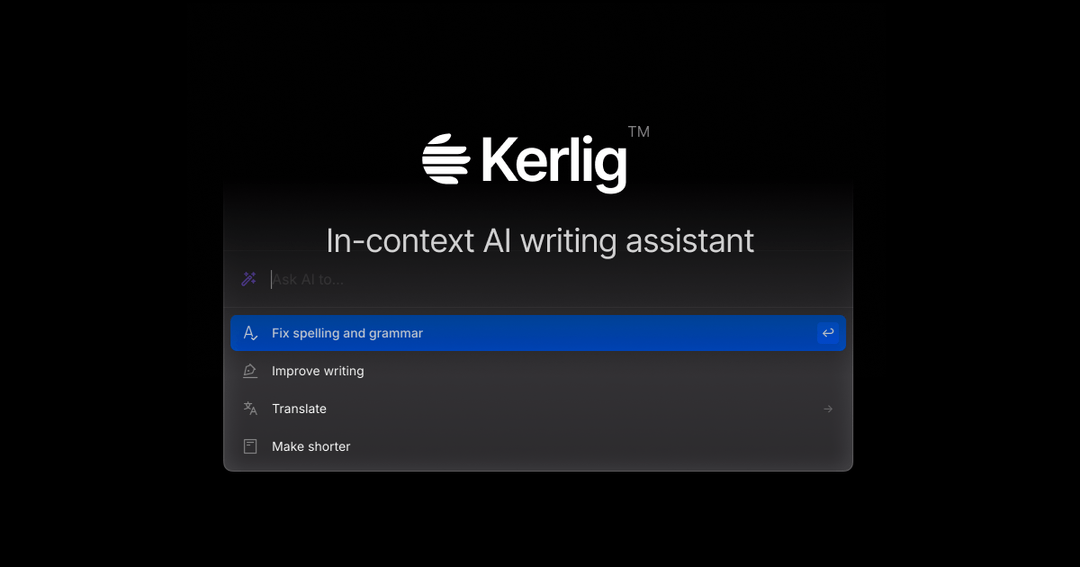 Kerlig™
In-context AI writing assistant
Ask AI to...
Fix spelling and grammar
Improve writing
Translate
Make shorter